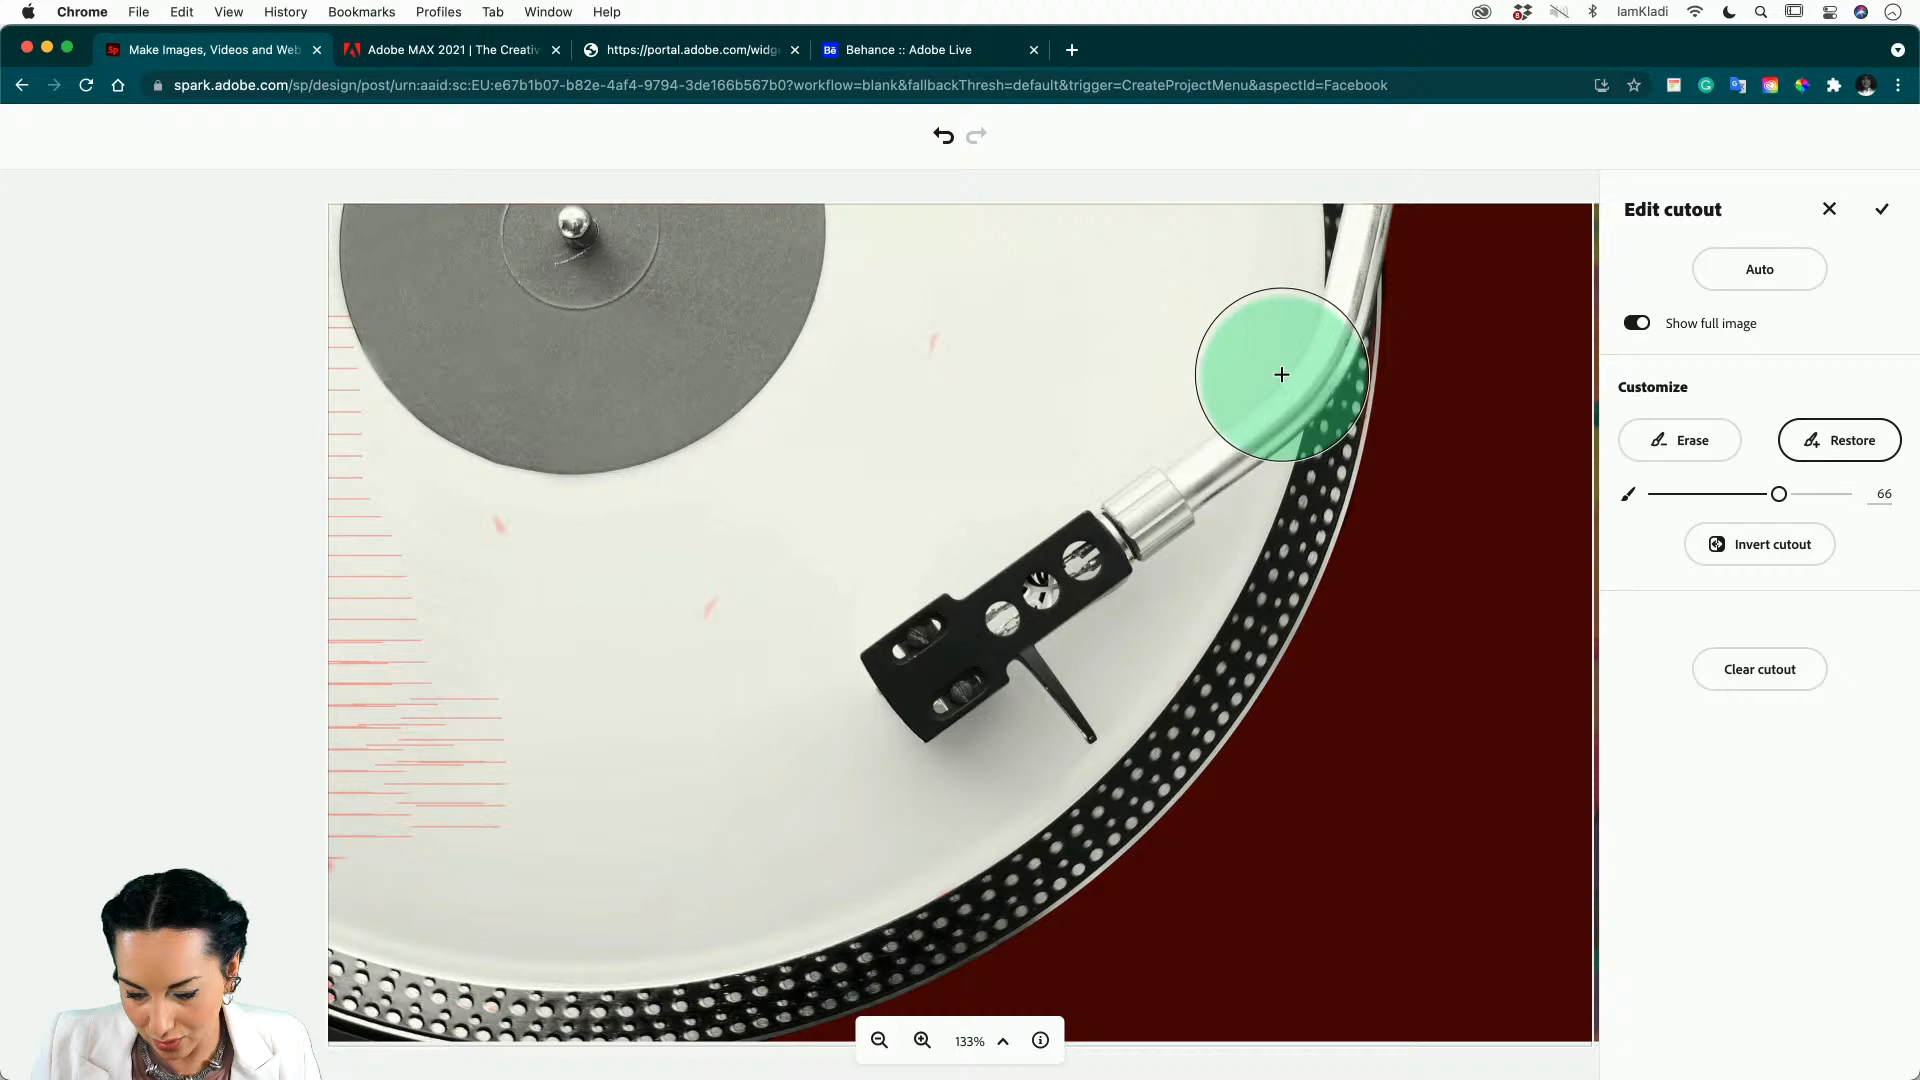 Chrome File Edit View History Bookmarks Profiles Tab Window Help IamKladi
Make Images, Videos and Web Adobe MAX 2021 | The Creativ https://portal.adobe.com/widg Behance :: Adobe Live
spark.adobe.com/sp/design/post/urn:aaid:sc:EU:e67b1b07-b82e-4af4-9794-3de166b567b0?workflow=blank&fallbackThresh=default&trigger=CreateProjectMenu&aspectId=Facebook
Edit cutout
Auto
Show full image
Customize
Erase Restore
66
Invert cutout
Clear cutout
133%